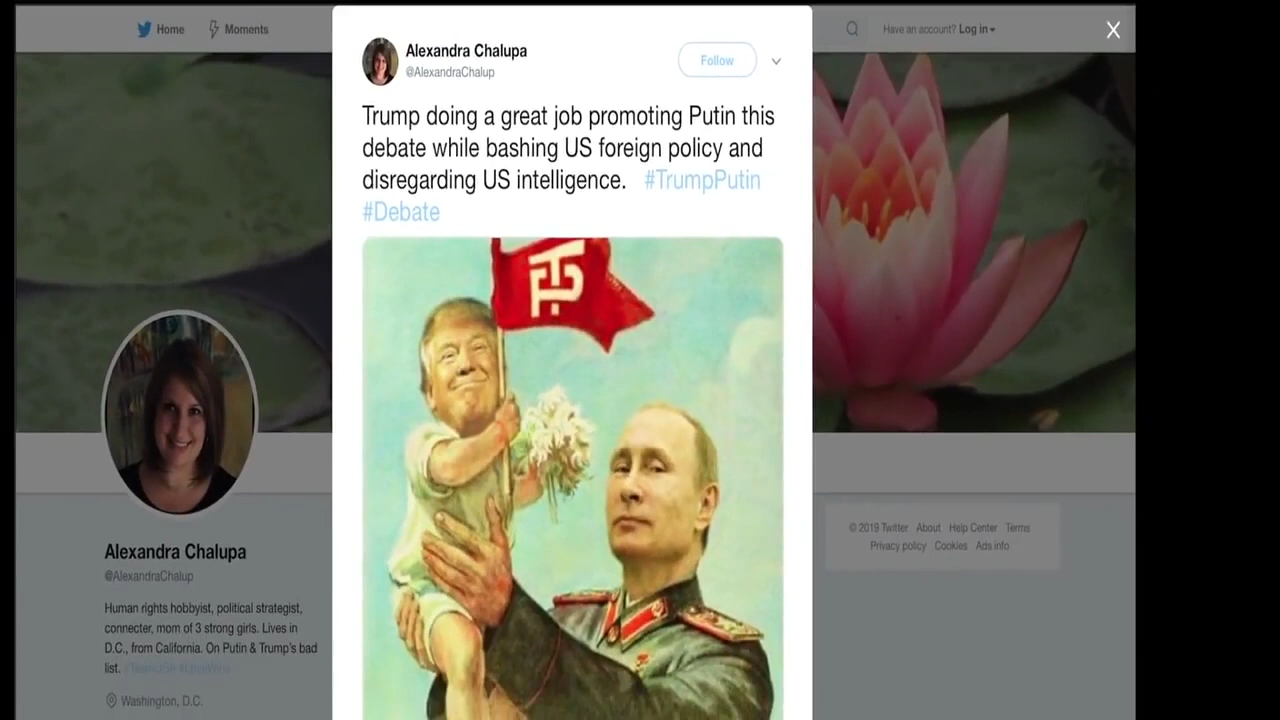 Home Moments
Have an account? Log in
X
Alexandra Chalupa
@AlexandraChalup
Follow
Trump doing a great job promoting Putin this
debate while bashing US foreign policy and
disregarding US intelligence. #TrumpPutin
#Debate
Alexandra Chalupa
@AlexandraChalup
Human rights hobbyist, political strategist,
connecter, mom of 3 strong girls. Lives in
D.C., from California. On Putin & Trump's bad
list.
Washington, D.C.
© 2019 Twitter About Help Center Terms
Privacy policy Cookies Ads info